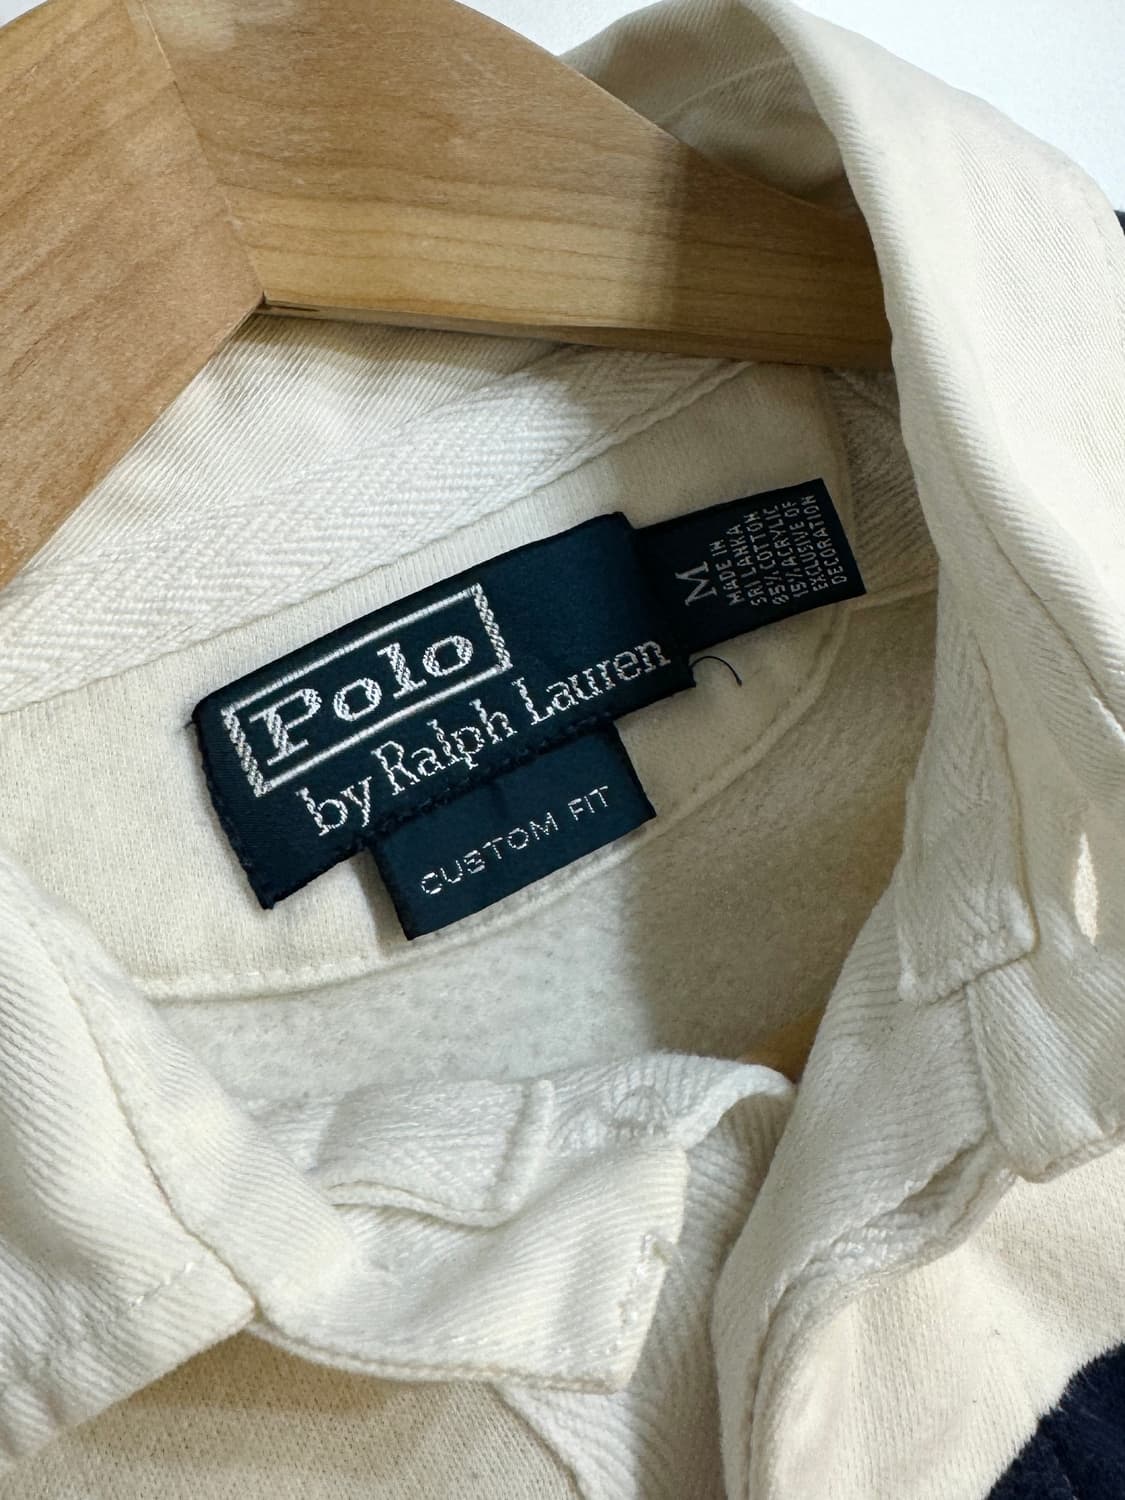 Polo
by Ralph Lauren
CUSTOM FIT
M
MADE IN
SRI LANKA
85% COTTON
15% ACRYLIC
EXCLUSIVE OF
DECORATION